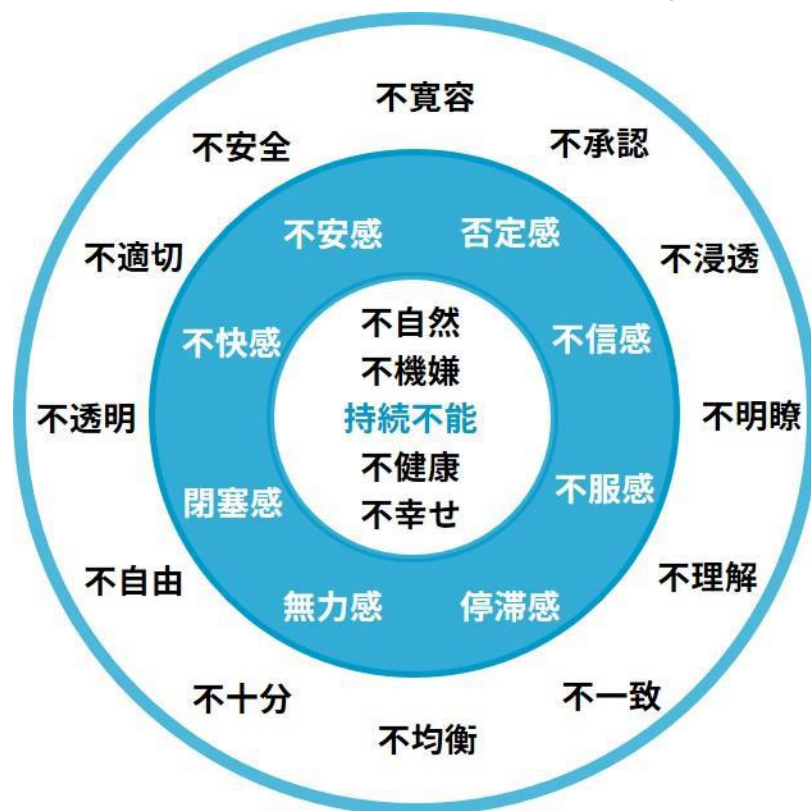 不寛容
不承認
不浸透
不明瞭
不理解
不一致
不均衡
不十分
不自由
不透明
不適切
不安全
不安感
否定感
不信感
不服感
停滞感
無力感
閉塞感
不快感
不自然
不機嫌
持続不能
不健康
不幸せ